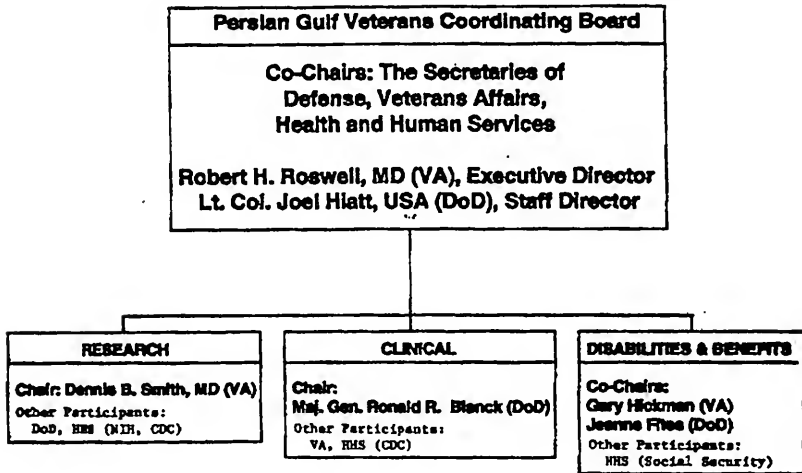 Persian Gulf Veterans Coordinating Board
Co-Chairs: The Secretaries of
Defense, Veterans Affairs,
Health and Human Services
Robert H. Roswell, MD (VA), Executive Director
Lt. Col. Joel Hiatt, USA (DoD), Staff Director
RESEARCH
Chair: Dennis B. Smith, MD (VA)
Other Participants:
DoD, HHS (NIH, CDC)
CLINICAL
Chair:
Maj. Gen. Ronald R. Blanck (DoD)
Other Participants:
VA, HHS (CDC)
DISABILITIES & BENEFITS
Co-Chairs:
Gary Hickman (VA)
Jeanne Fites (DoD)
Other Participants:
HHS (Social Security)